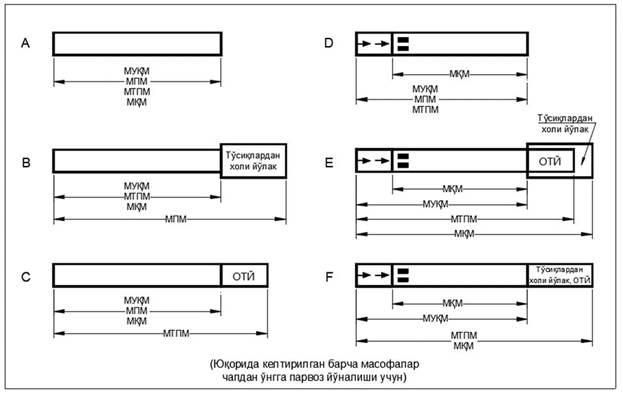 A
МУҚМ
МПМ
МТПМ
МҚМ
B
Тўсиқлардан
холи йўлак
МУҚМ
МТПМ
МҚМ
МПМ
C
ОТЙ
МУҚМ
МПМ
МҚМ
МТПМ
D
МҚМ
МУҚМ
МПМ
МТПМ
Тўсиқлардан
холи йўлак
E
ОТЙ
МҚМ
МУҚМ
МТПМ
МҚМ
F
Тўсиқлардан
холи йўлак, ОТЙ
МҚМ
МУҚМ
МТПМ
МҚМ
(Юқорида келтирилган барча масофалар
чапдан ўнгга парвоз йўналиши учун)